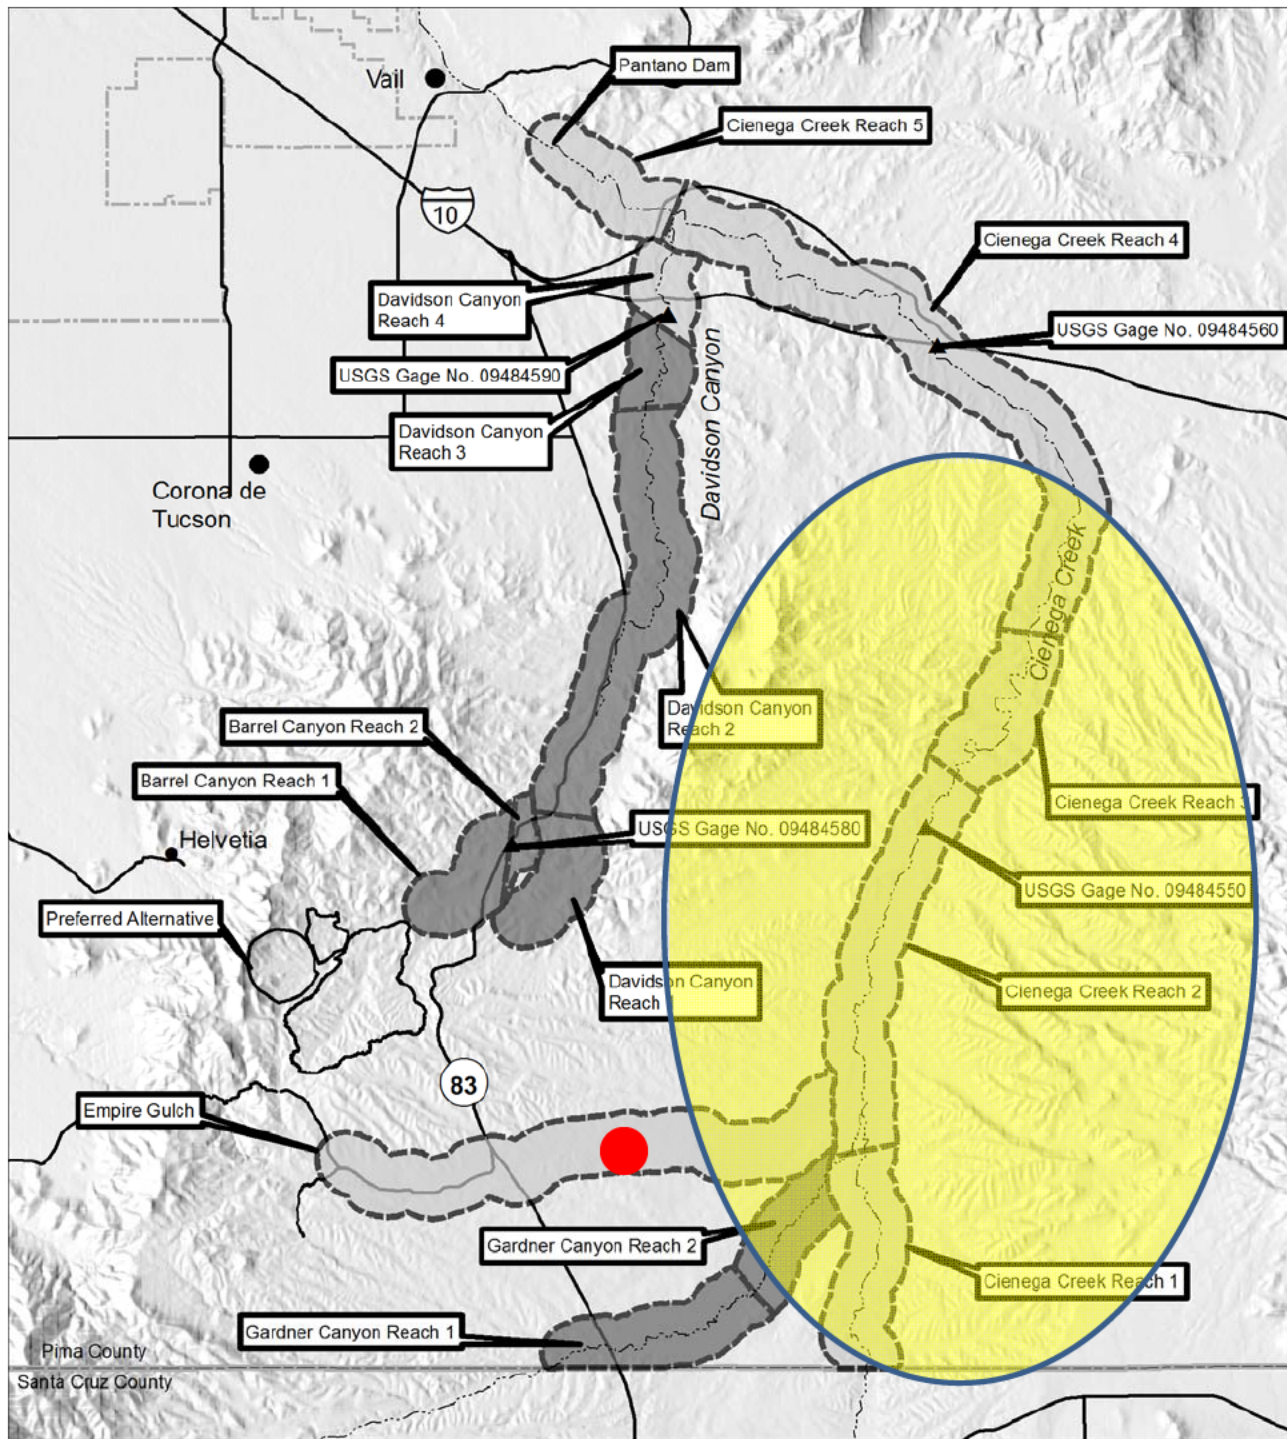 Pantano Dam
Vail
Cienega Creek Reach 5
10
Cienega Creek Reach 4
Davidson Canyon
Reach 4
USGS Gage No. 09484560
USGS Gage No. 09484590
Davidson Canyon
Davidson Canyon
Reach 3
Corona de
Tucson
Cienega Creek
Davidson Canyon
Reach 2
Barrel Canyon Reach 2
Barrel Canyon Reach 1
Cienega Creek Reach 3
USGS Gage No. 09484580
Helvetia
USGS Gage No. 09484550
Preferred Alternative
Davidson Canyon
Reach 1
Cienega Creek Reach 2
83
Empire Gulch
Gardner Canyon Reach 2
Cienega Creek Reach 1
Gardner Canyon Reach 1
Pima County
Santa Cruz County